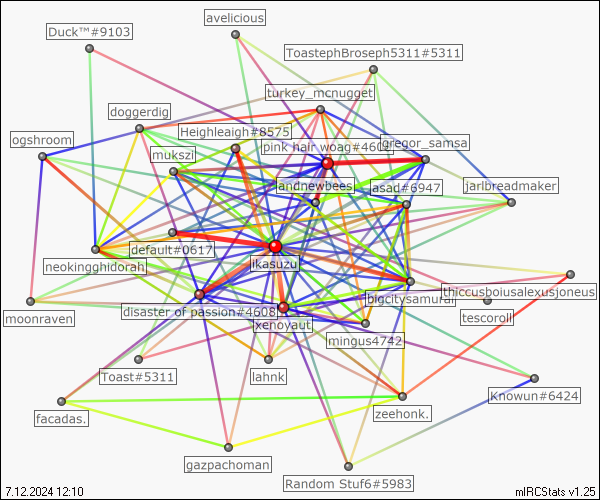 avelicious
Duck™#9103
ToastephBroseph5311#5311
turkey_mcnugget
doggerdig
Heighleaigh#8575
ogshroom
pink hair woag#460
gregor_samsa
mukszi
andnewbees
asad#6947
jarlbreadmaker
default#0617
ikasuzu
neokingghidorah
thiccusboiusalexusjoneus
bigcitysamurai
disaster of passion#4608
moonraven
tescoroll
xenoyaut
mingus4742
Toast#5311
lahnk
Knowun#6424
zeehonk.
facadas.
gazpachoman
Random Stuf6#5983
7.12.2024 12:10
mIRCStats v1.25